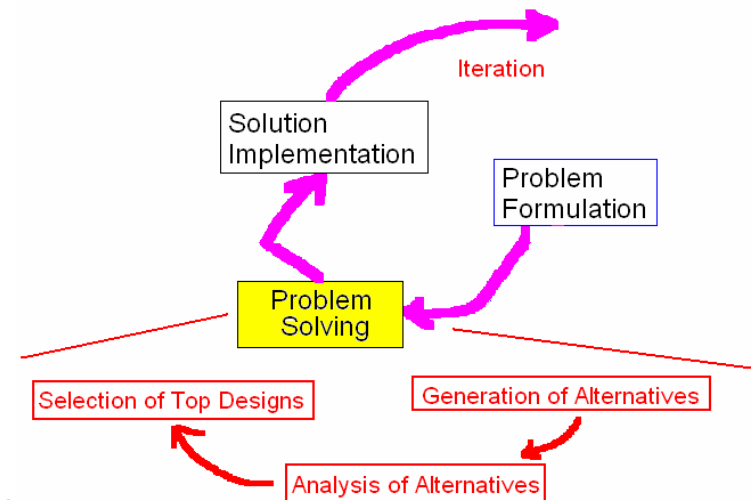 Iteration
Solution
Implementation
Problem
Formulation
Problem
Solving
Selection of Top Designs
Generation of Alternatives
Analysis of Alternatives